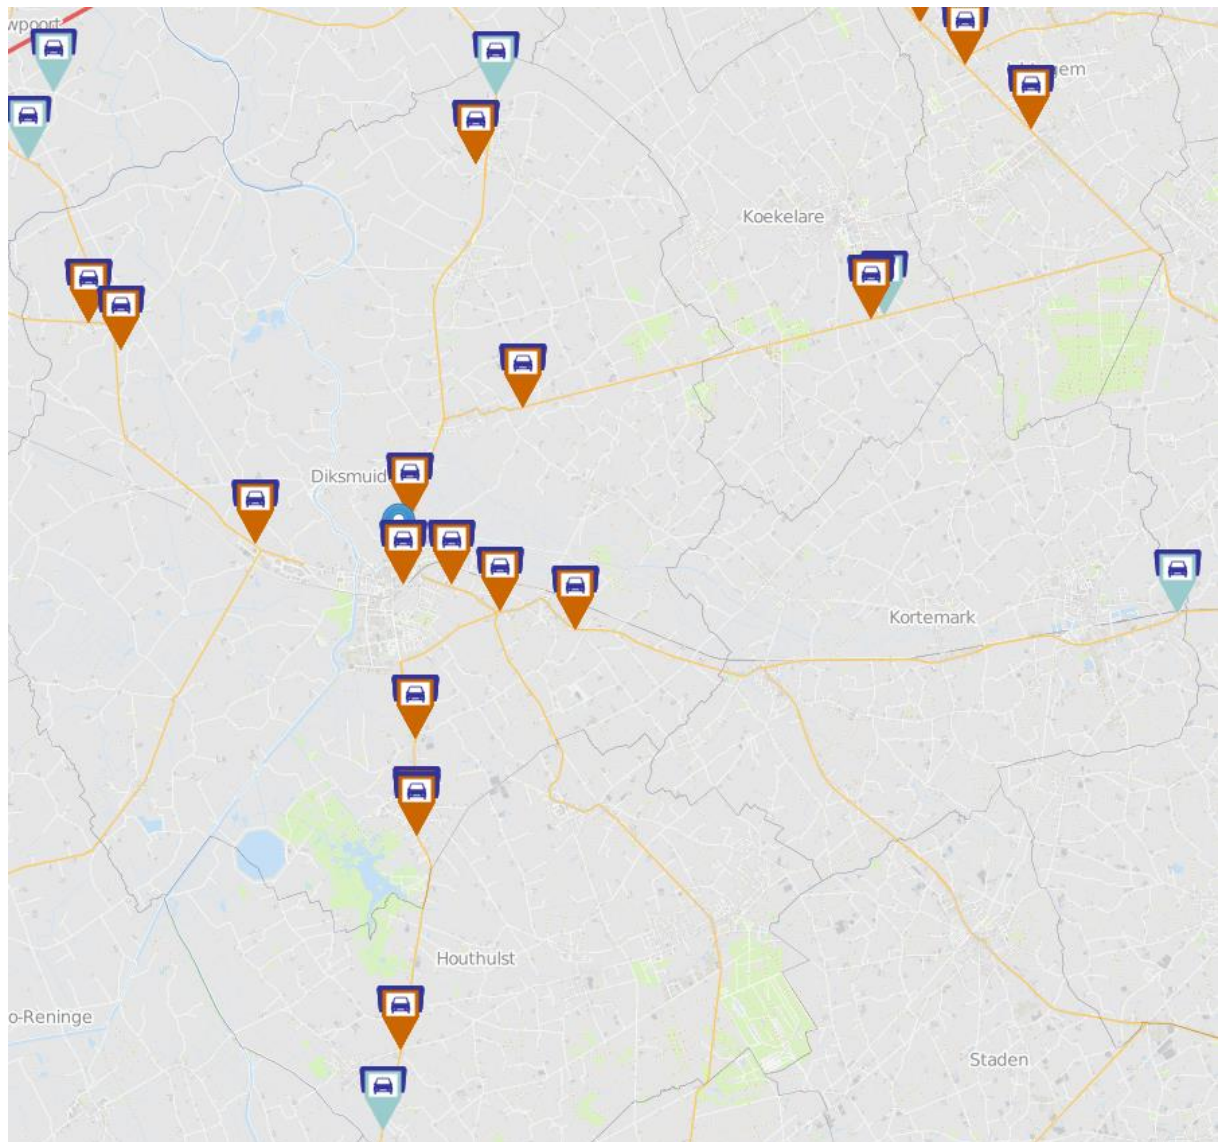 wpoort
Koekelare
Diksmuid
Kortemark
Houthulst
o-Reninge
Staden